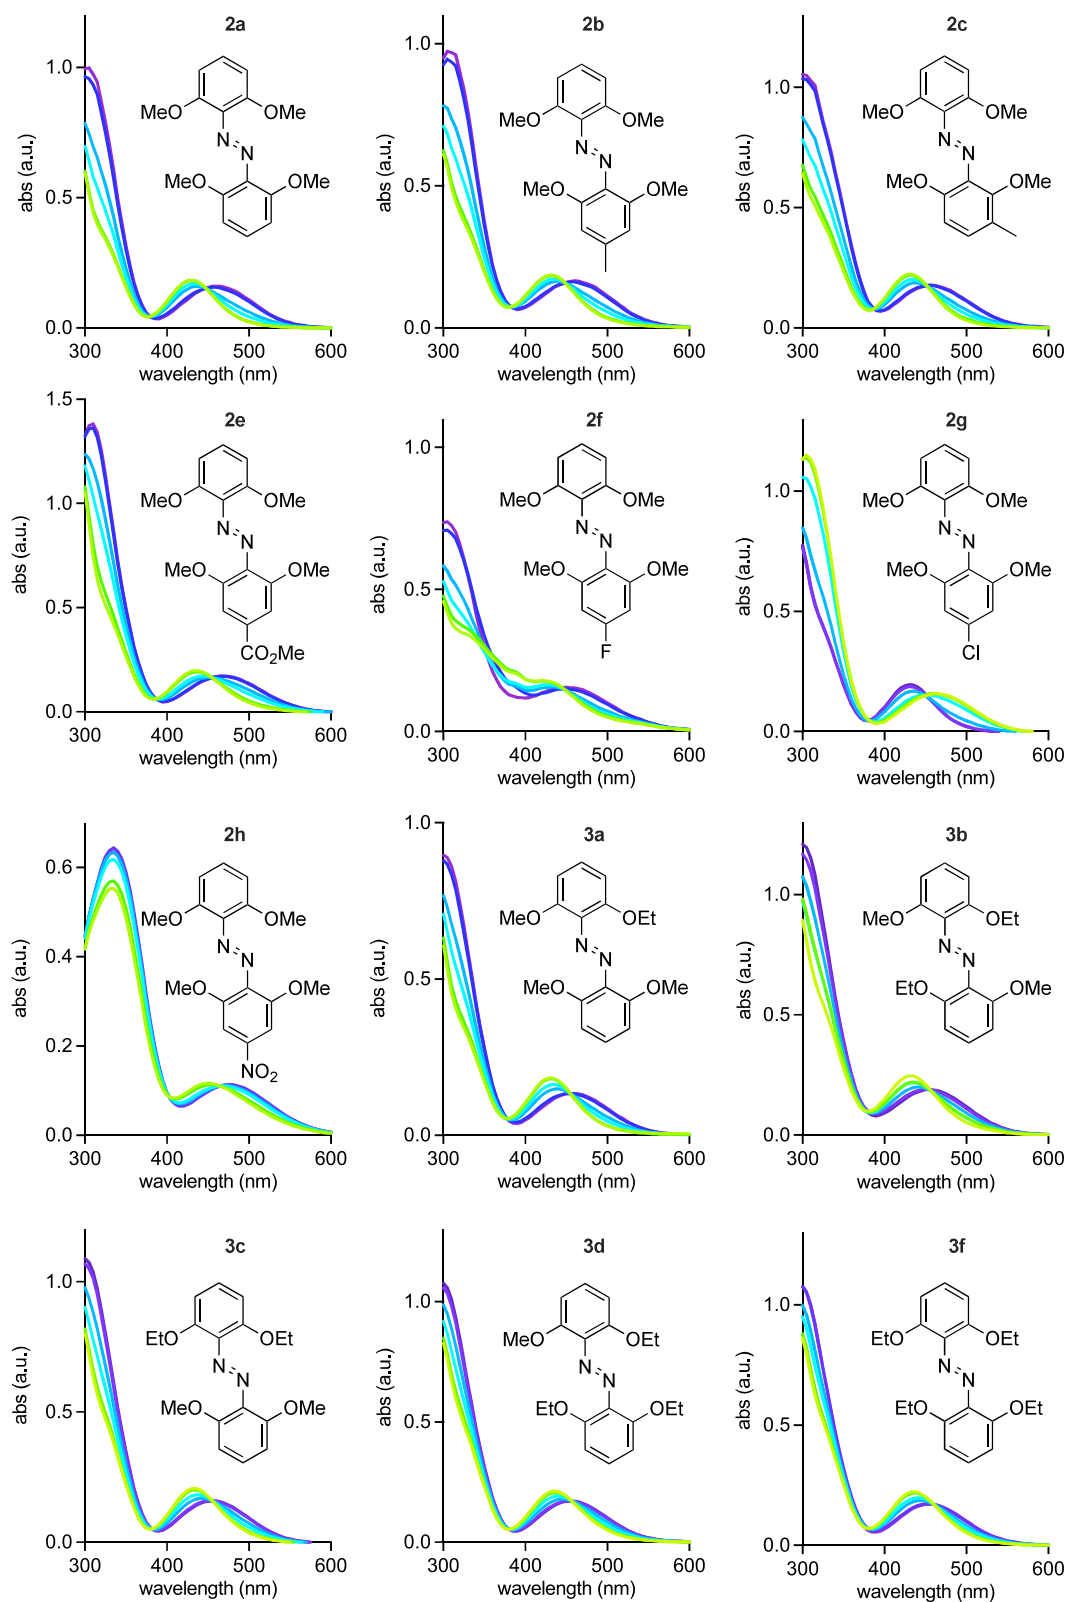 2a
1.0
0.5
0.0
abs (a.u.)
300 400 500 600
wavelength (nm)
MeO OMe
N N
MeO OMe
2b
1.0
0.5
0.0
abs (a.u.)
300 400 500 600
wavelength (nm)
MeO OMe
N N
MeO OMe
2c
1.0
0.5
0.0
abs (a.u.)
300 400 500 600
wavelength (nm)
MeO OMe
N N
MeO OMe
2e
1.5
1.0
0.5
0.0
abs (a.u.)
300 400 500 600
wavelength (nm)
MeO OMe
N N
MeO OMe
CO2Me
2f
1.0
0.5
0.0
abs (a.u.)
300 400 500 600
wavelength (nm)
MeO OMe
N N
MeO OMe
F
2g
1.0
0.5
0.0
abs (a.u.)
300 400 500 600
wavelength (nm)
MeO OMe
N N
MeO OMe
Cl
2h
0.6
0.4
0.2
0.0
abs (a.u.)
300 400 500 600
wavelength (nm)
MeO OMe
N N
MeO OMe
NO2
3a
1.0
0.5
0.0
abs (a.u.)
300 400 500 600
wavelength (nm)
MeO OEt
N N
MeO OMe
3b
1.0
0.5
0.0
abs (a.u.)
300 400 500 600
wavelength (nm)
MeO OEt
N N
EtO OMe
3c
1.0
0.5
0.0
abs (a.u.)
300 400 500 600
wavelength (nm)
EtO OEt
N N
MeO OMe
3d
1.0
0.5
0.0
abs (a.u.)
300 400 500 600
wavelength (nm)
MeO OEt
N N
EtO OEt
3f
1.0
0.5
0.0
abs (a.u.)
300 400 500 600
wavelength (nm)
EtO OEt
N N
EtO OEt